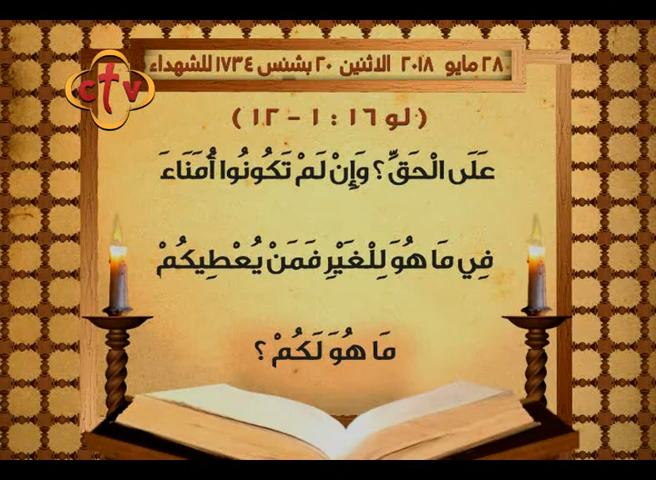 ٢٨ مايو ٢٠١٨ الاثنين ٢٠ بشنس ١٧٣٤ للشهداء
ctv
(لو ١٦ : ١ - ١٢)
عَلَى الْحَقِّ؟ وَإِنْ لَمْ تَكُونُوا أُمَنَاءَ
فِي مَا هُوَ لِلْغَيْرِ فَمَنْ يُعْطِيكُمْ
مَا هُوَ لَكُمْ؟